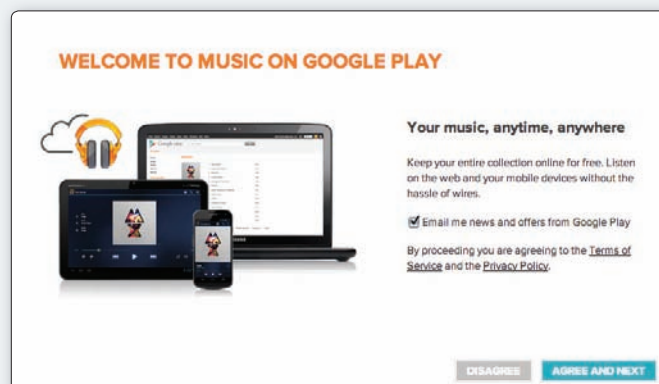 WELCOME TO MUSIC ON GOOGLE PLAY
Your music, anytime, anywhere
Keep your entire collection online for free. Listen
on the web and your mobile devices without the
hassle of wires.
Email me news and offers from Google Play
By proceeding you are agreeing to the Terms of
Service and the Privacy Policy.
DISAGREE AGREE AND NEXT